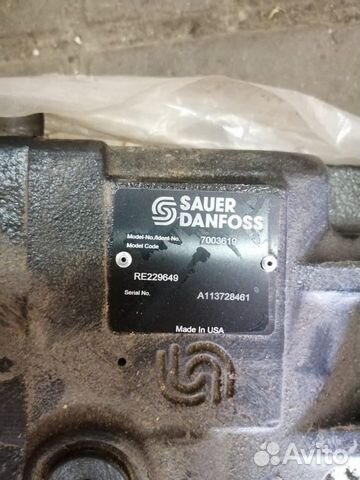 SAUER
DANFOSS
Model-No./Ident-No. 7003619
Model Code
RE229649
Serial No. A113728461
Made in USA
Avito